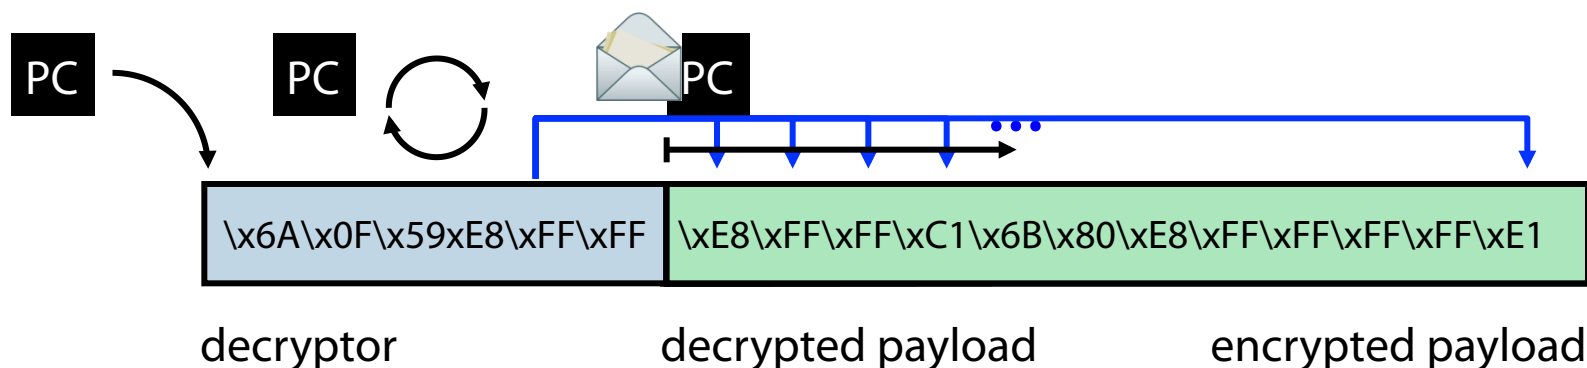 PC
PC
PC
\x6A\x0F\x59xE8\xFF\xFF
\xE8\xFF\xFF\xC1\x6B\x80\xE8\xFF\xFF\xFF\xFF\xE1
decryptor
decrypted payload
encrypted payload